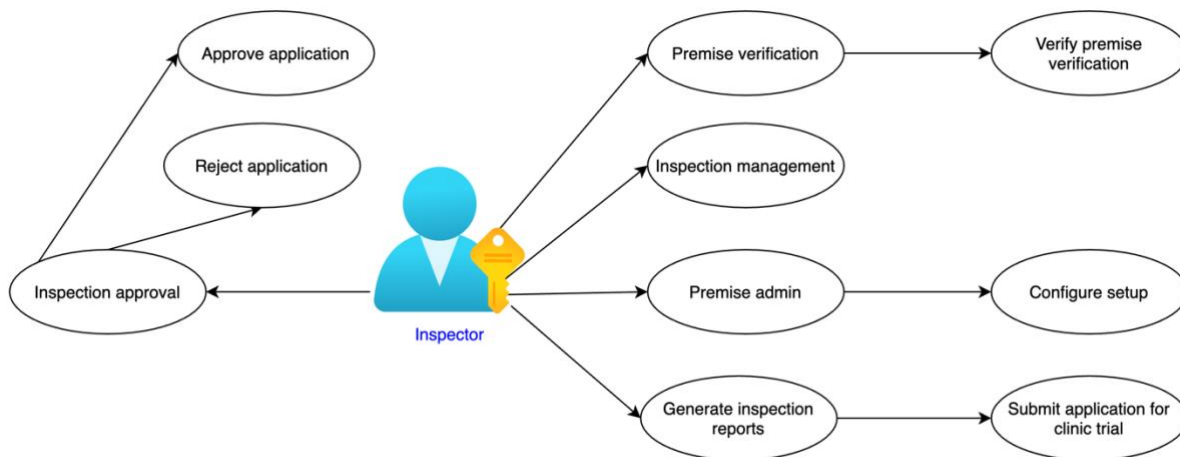 Approve application
Premise verification
Verify premise
verification
Reject application
Inspection management
Inspection approval
Inspector
Premise admin
Configure setup
Generate inspection
reports
Submit application for
clinic trial